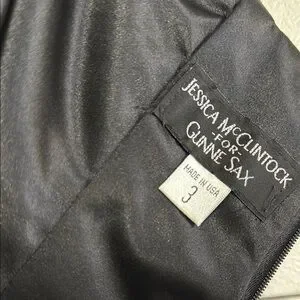 JESSICA McCLINTOCK
-FOR-
GUNNE SAX
MADE IN USA
3